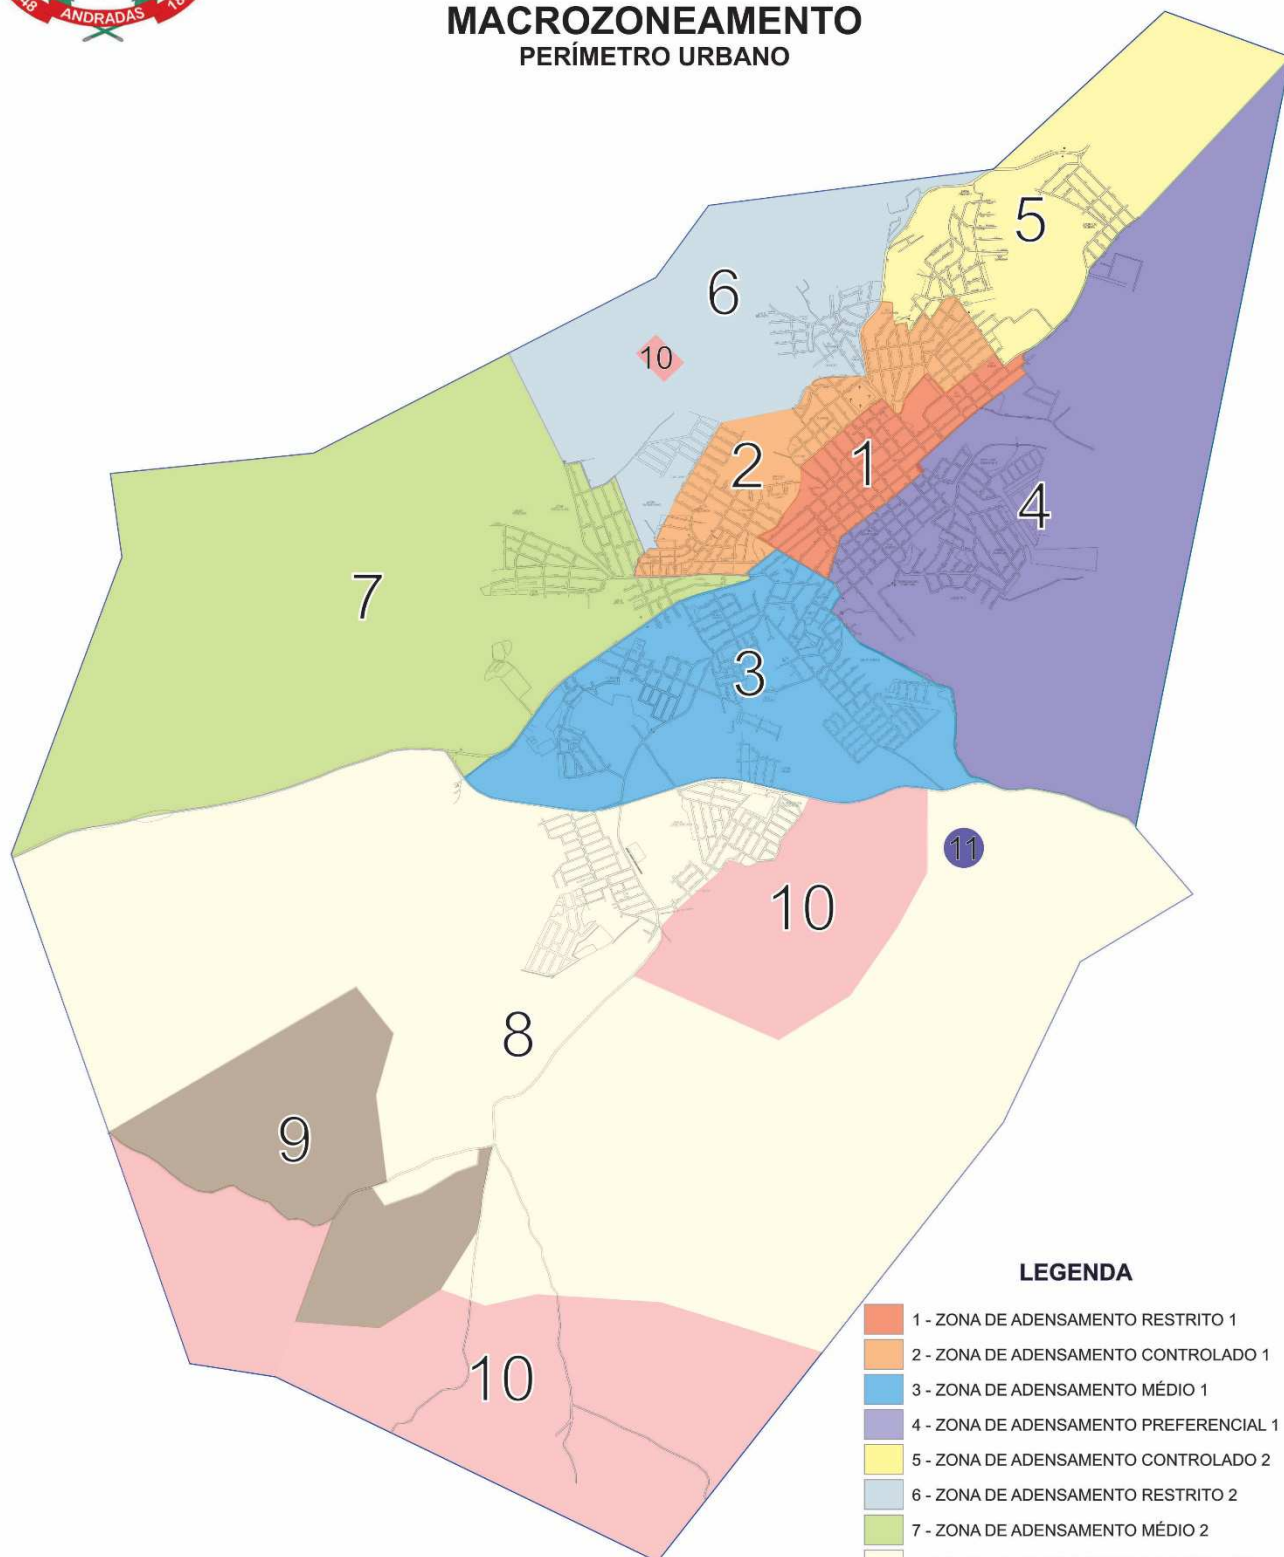 ANDRADAS
MACROZONEAMENTO
PERÍMETRO URBANO
5
6
10
2
1
4
7
3
11
10
8
9
10
LEGENDA
1 - ZONA DE ADENSAMENTO RESTRITO 1
2 - ZONA DE ADENSAMENTO CONTROLADO 1
3 - ZONA DE ADENSAMENTO MÉDIO 1
4 - ZONA DE ADENSAMENTO PREFERENCIAL 1
5 - ZONA DE ADENSAMENTO CONTROLADO 2
6 - ZONA DE ADENSAMENTO RESTRITO 2
7 - ZONA DE ADENSAMENTO MÉDIO 2